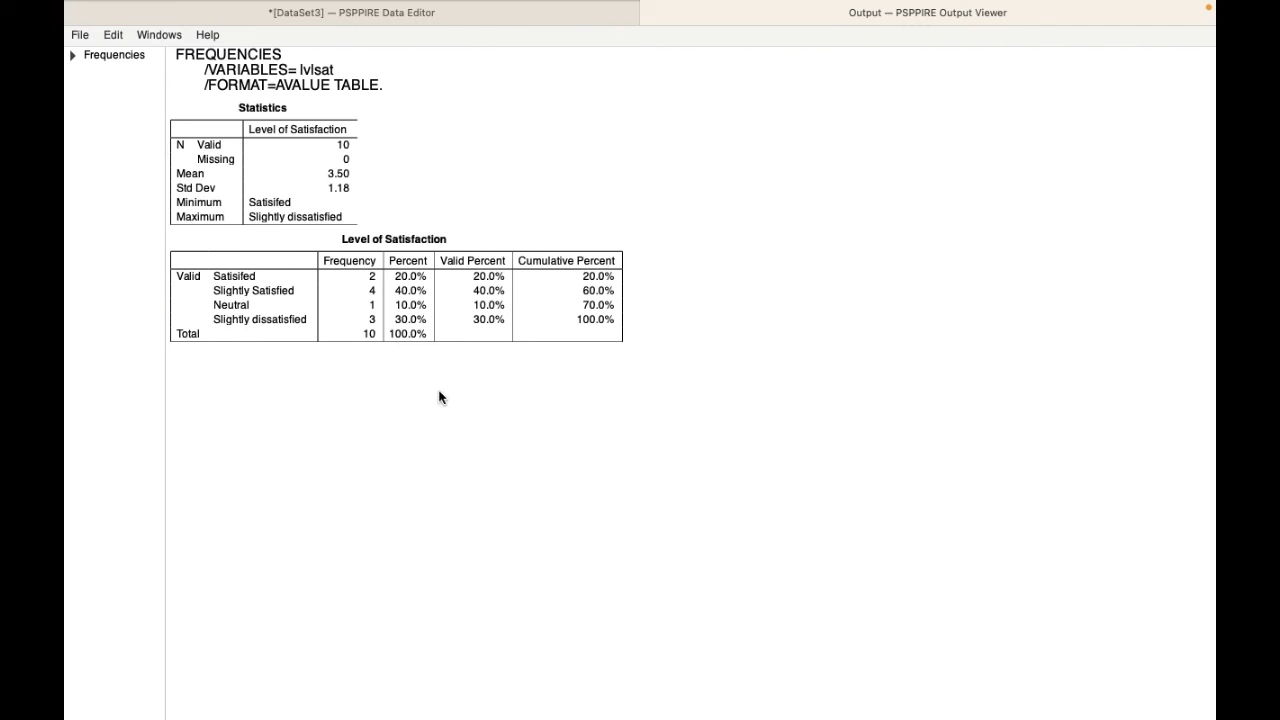 *[DataSet3] — PSPPIRE Data Editor
Output — PSPPIRE Output Viewer
File Edit Windows Help
Frequencies
FREQUENCIES
/VARIABLES= lvlsat
/FORMAT=AVALUE TABLE.
Statistics
Level of Satisfaction
N Valid 10
Missing 0
Mean 3.50
Std Dev 1.18
Minimum Satisifed
Maximum Slightly dissatisfied
Level of Satisfaction
Frequency Percent Valid Percent Cumulative Percent
Valid Satisifed 2 20.0% 20.0% 20.0%
Slightly Satisfied 4 40.0% 40.0% 60.0%
Neutral 1 10.0% 10.0% 70.0%
Slightly dissatisfied 3 30.0% 30.0% 100.0%
Total 10 100.0%